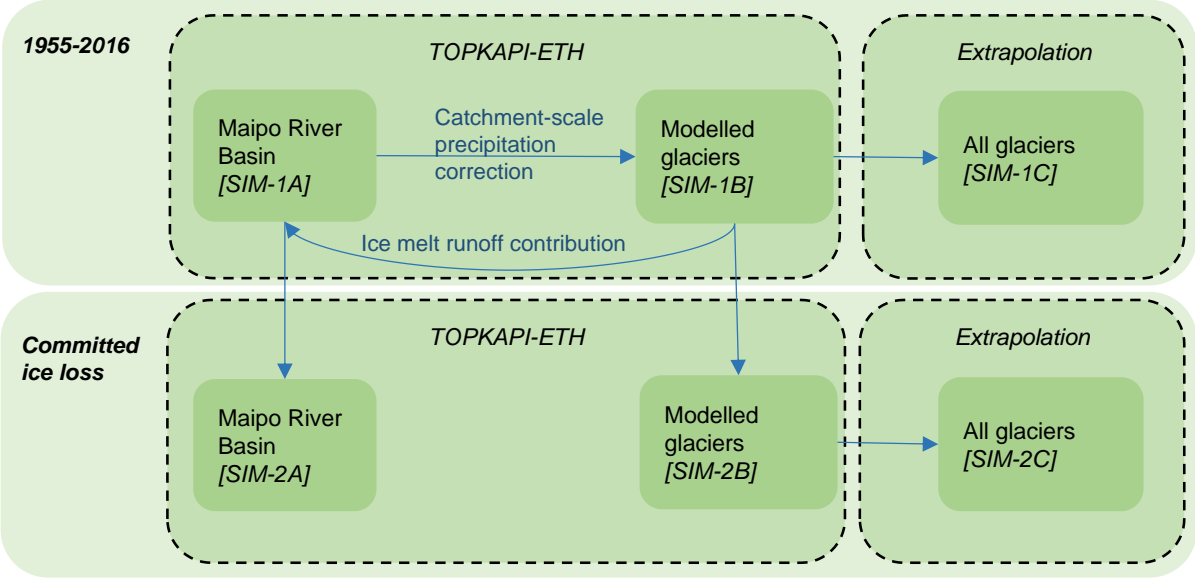 1955-2016
TOPKAPI-ETH
Extrapolation
Maipo River
Basin
[SIM-1A]
Catchment-scale
precipitation
correction
Modelled
glaciers
[SIM-1B]
All glaciers
[SIM-1C]
Ice melt runoff contribution
Committed
ice loss
TOPKAPI-ETH
Extrapolation
Maipo River
Basin
[SIM-2A]
Modelled
glaciers
[SIM-2B]
All glaciers
[SIM-2C]